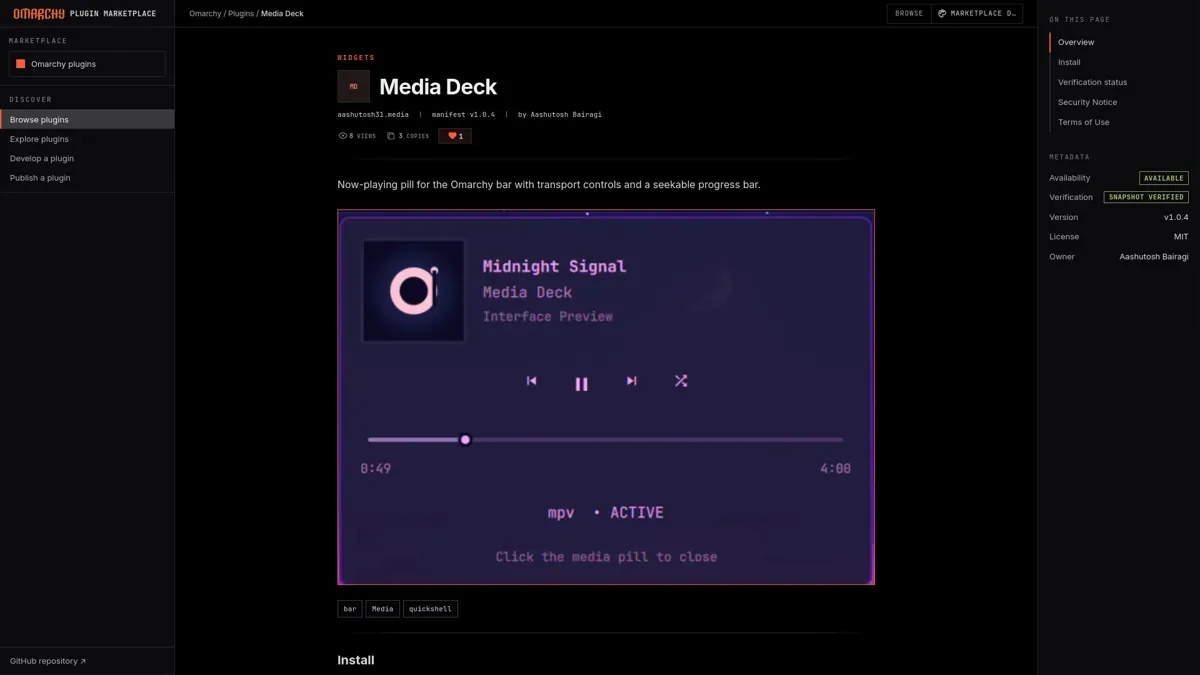 OMARCHY PLUGIN MARKETPLACE
MARKETPLACE
Omarchy plugins
DISCOVER
Browse plugins
Explore plugins
Develop a plugin
Publish a plugin
GitHub repository ↗
Omarchy / Plugins / Media Deck
BROWSE
MARKETPLACE D…
WIDGETS
MD
Media Deck
aashutosh31.media | manifest v1.0.4 | by Aashutosh Bairagi
8 VIEWS 3 COPIES 1
Now-playing pill for the Omarchy bar with transport controls and a seekable progress bar.
Midnight Signal
Media Deck
Interface Preview
0:49 4:00
mpv • ACTIVE
Click the media pill to close
bar Media quickshell
Install
ON THIS PAGE
Overview
Install
Verification status
Security Notice
Terms of Use
METADATA
Availability AVAILABLE
Verification SNAPSHOT VERIFIED
Version v1.0.4
License MIT
Owner Aashutosh Bairagi